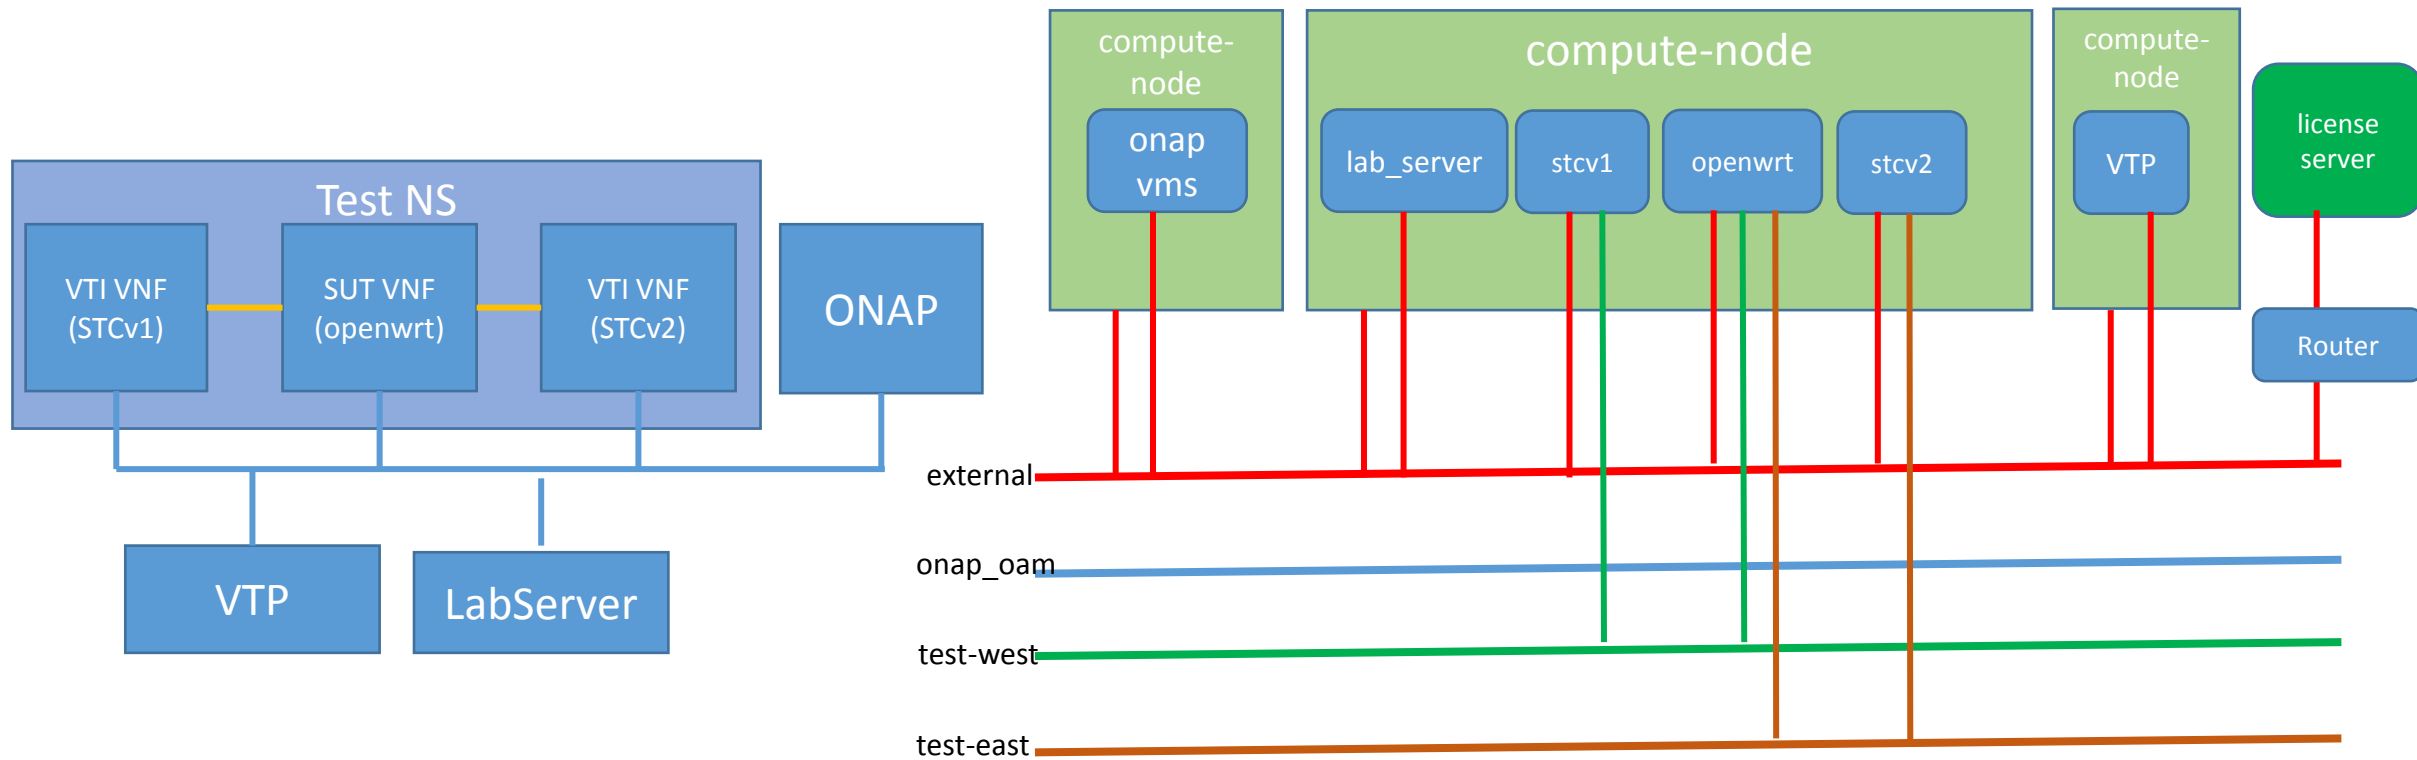 Test NS
VTI VNF
(STCv1)
SUT VNF
(openwrt)
VTI VNF
(STCv2)
ONAP
VTP
LabServer
compute-
node
onap
vms
compute-node
lab_server
stcv1
openwrt
stcv2
compute-
node
VTP
license
server
Router
external
onap_oam
test-west
test-east